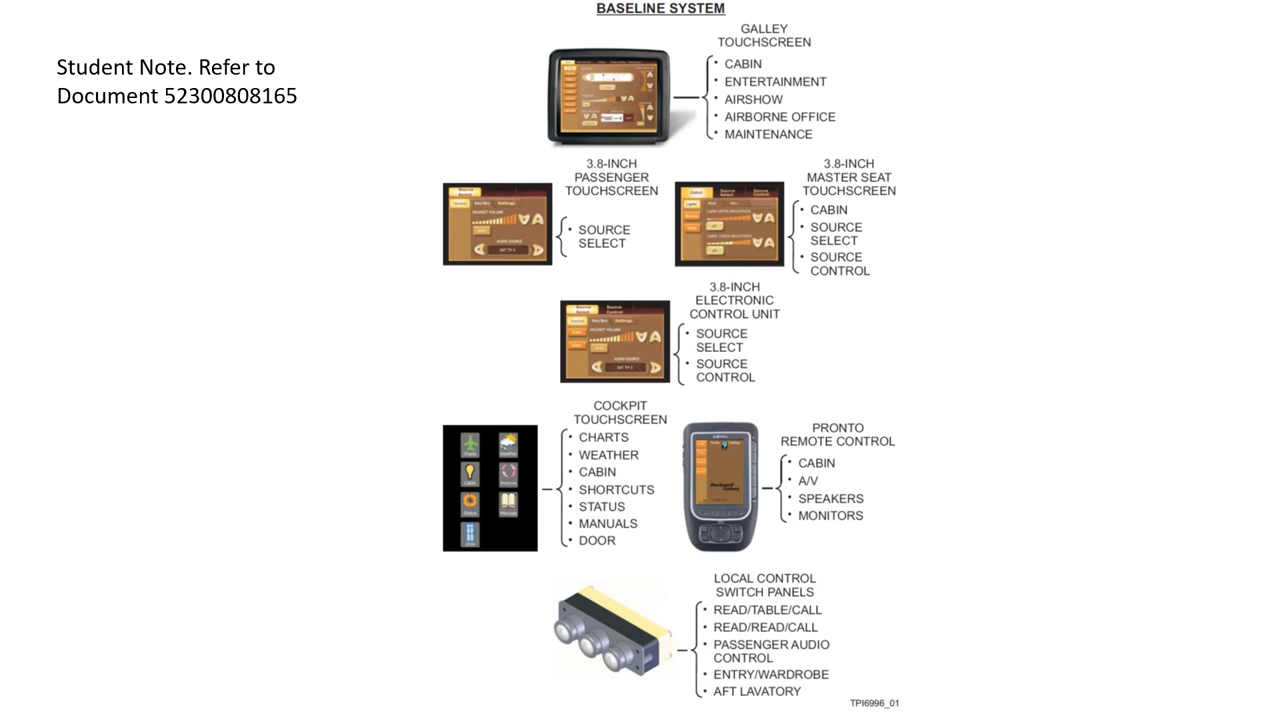 BASELINE SYSTEM
Student Note. Refer to
Document 52300808165
GALLEY
TOUCHSCREEN
• CABIN
• ENTERTAINMENT
• AIRSHOW
• AIRBORNE OFFICE
• MAINTENANCE
3.8-INCH
PASSENGER
TOUCHSCREEN
• SOURCE
SELECT
3.8-INCH
MASTER SEAT
TOUCHSCREEN
• CABIN
• SOURCE
SELECT
• SOURCE
CONTROL
3.8-INCH
ELECTRONIC
CONTROL UNIT
• SOURCE
SELECT
• SOURCE
CONTROL
COCKPIT
TOUCHSCREEN
• CHARTS
• WEATHER
• CABIN
• SHORTCUTS
• STATUS
• MANUALS
• DOOR
PRONTO
REMOTE CONTROL
• CABIN
• A/V
• SPEAKERS
• MONITORS
Rockwell
Collins
LOCAL CONTROL
SWITCH PANELS
• READ/TABLE/CALL
• READ/READ/CALL
• PASSENGER AUDIO
CONTROL
• ENTRY/WARDROBE
• AFT LAVATORY
TPI6996_01